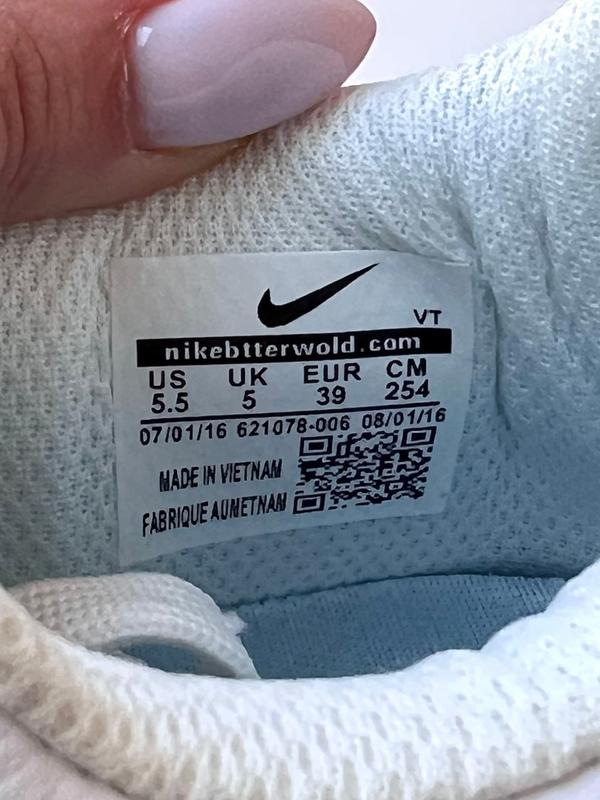 VT
nikebtterwold.com
US UK EUR CM
5.5 5 39 254
07/01/16 621078-006 08/01/16
MADE IN VIETNAM
FABRIQUE AUMETNAM